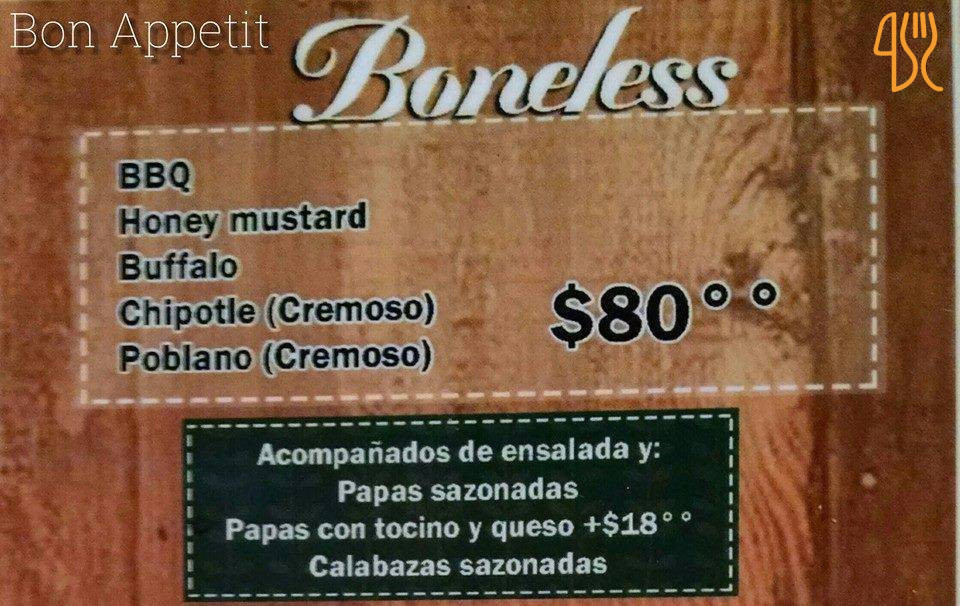 Bon Appetit
Boneless
BBQ
Honey mustard
Buffalo
Chipotle (Cremoso)
Poblano (Cremoso)
$80°°
Acompañados de ensalada y:
Papas sazonadas
Papas con tocino y queso +$18°°
Calabazas sazonadas